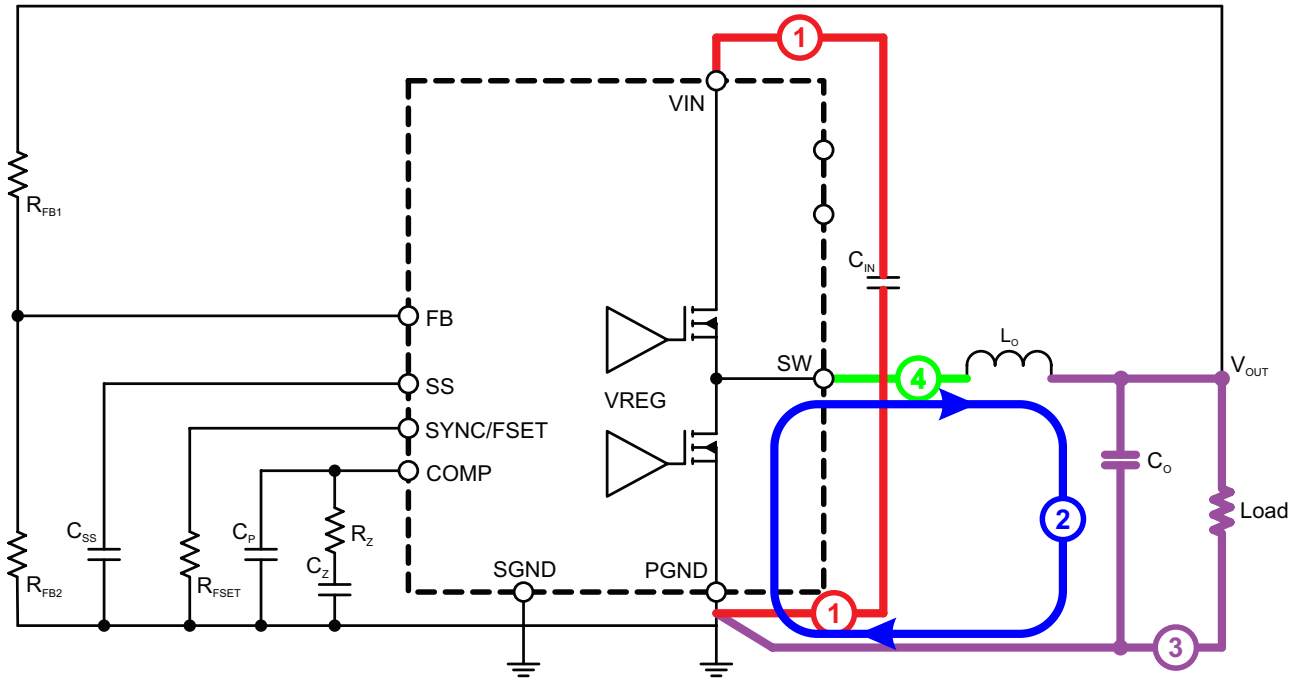 1
VIN
R_FB1
C_IN
FB
L_O
SW
4
V_OUT
SS
VREG
SYNC/FSET
COMP
C_O
2
Load
C_SS
C_P
R_Z
C_Z
R_FB2
R_FSET
SGND
PGND
1
3